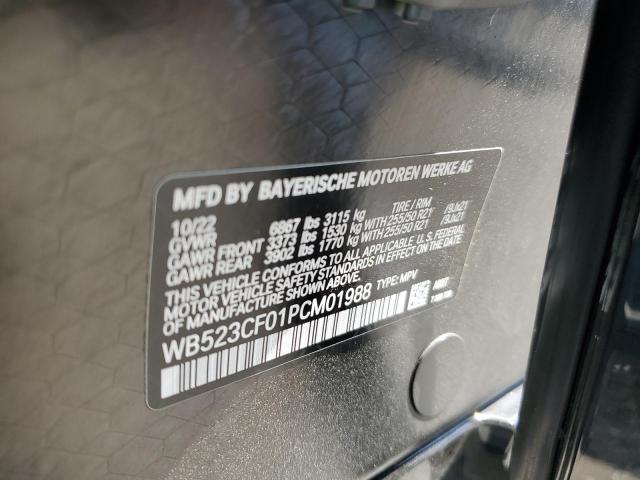 MFD BY BAYERISCHE MOTOREN WERKE AG
10/22 TIRE / RIM
GVWR 6867 lbs 3115 kg
GAWR FRONT 3373 lbs 1530 kg WITH 255/50 R21 /9Jx21
GAWR REAR 3902 lbs 1770 kg WITH 255/50 R21 /9Jx21
THIS VEHICLE CONFORMS TO ALL APPLICABLE U.S. FEDERAL
MOTOR VEHICLE SAFETY STANDARDS IN EFFECT ON THE
DATE OF MANUFACTURE SHOWN ABOVE.
WB523CF01PCM01988 TYPE: MPV